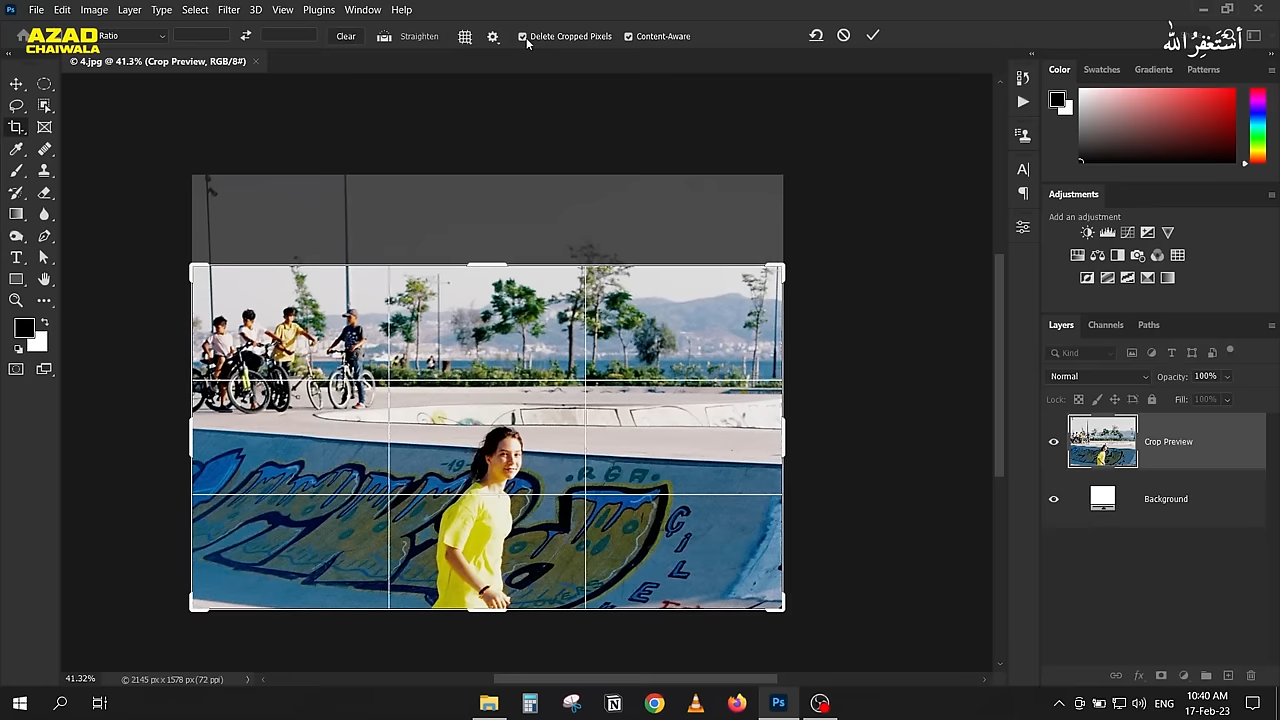 File Edit Image Layer Type Select Filter 3D View Plugins Window Help
AZAD
CHAIWALA
Ratio Clear Straighten Delete Cropped Pixels Content-Aware
أستغفر الله
© 4.jpg @ 41.3% (Crop Preview, RGB/8#)
Color Swatches Gradients Patterns
Adjustments
Add an adjustment
Layers Channels Paths
Kind
Normal Opacity: 100%
Lock: Fill: 100%
Crop Preview
Background
41.32% © 2145 px x 1578 px (72 ppi)
ENG 10:40 AM
17-Feb-23